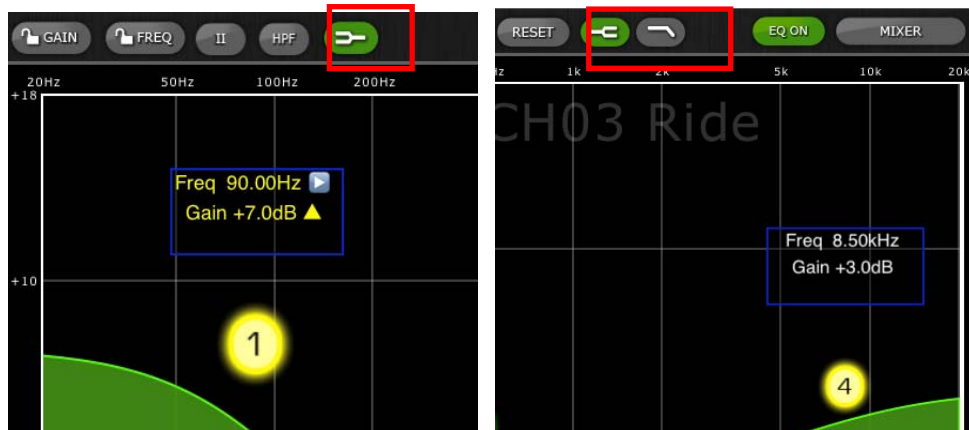 GAIN FREQ II HPF
20Hz 50Hz 100Hz 200Hz
+18
Freq 90.00Hz
Gain +7.0dB
+10
1
RESET EQ ON MIXER
1k 2k 5k 10k 20k
CH03 Ride
Freq 8.50kHz
Gain +3.0dB
4